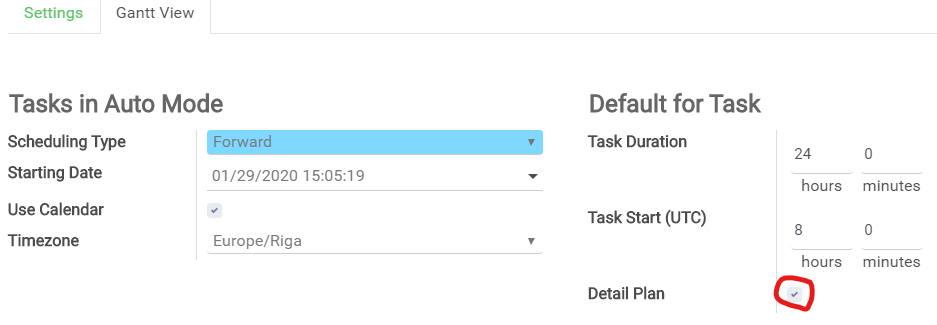 Settings
Gantt View
Tasks in Auto Mode
Scheduling Type
Forward
Starting Date
01/29/2020 15:05:19
Use Calendar
Timezone
Europe/Riga
Default for Task
Task Duration
24 0
hours minutes
Task Start (UTC)
8 0
hours minutes
Detail Plan